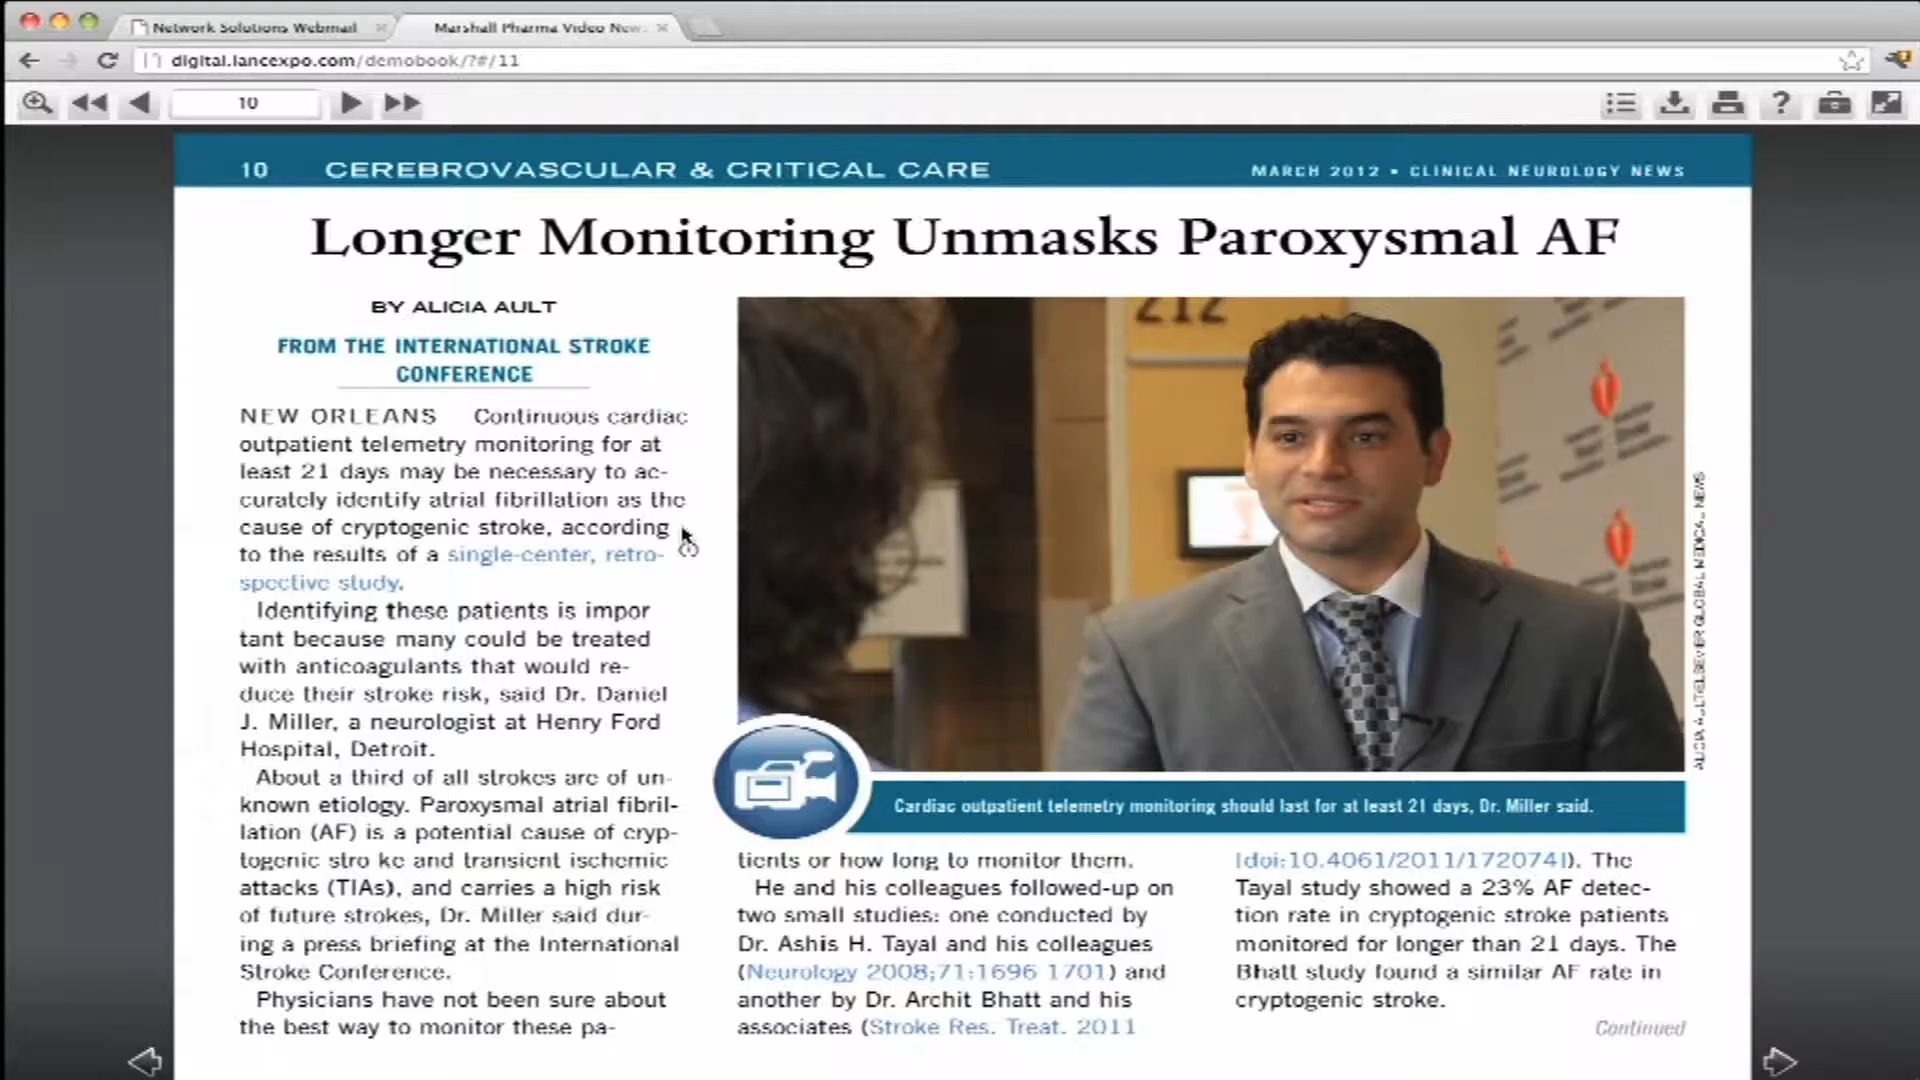 Network Solutions Webmail
Marshall Pharma Video News
digital.lancexpo.com/demobook/?#/11
10
10 CEREBROVASCULAR & CRITICAL CARE
MARCH 2012 • CLINICAL NEUROLOGY NEWS
Longer Monitoring Unmasks Paroxysmal AF
BY ALICIA AULT
FROM THE INTERNATIONAL STROKE
CONFERENCE
NEW ORLEANS Continuous cardiac
outpatient telemetry monitoring for at
least 21 days may be necessary to ac-
curately identify atrial fibrillation as the
cause of cryptogenic stroke, according
to the results of a single-center, retro-
spective study.
Identifying these patients is impor
tant because many could be treated
with anticoagulants that would re-
duce their stroke risk, said Dr. Daniel
J. Miller, a neurologist at Henry Ford
Hospital, Detroit.
About a third of all strokes are of un-
known etiology. Paroxysmal atrial fibril-
lation (AF) is a potential cause of cryp-
togenic stro ke and transient ischemic
attacks (TIAs), and carries a high risk
of future strokes, Dr. Miller said dur-
ing a press briefing at the International
Stroke Conference.
Physicians have not been sure about
the best way to monitor these pa-
212
ALICIA AULT/ELSEVIER GLOBAL MEDICAL NEWS
Cardiac outpatient telemetry monitoring should last for at least 21 days, Dr. Miller said.
tients or how long to monitor them.
He and his colleagues followed-up on
two small studies: one conducted by
Dr. Ashis H. Tayal and his colleagues
(Neurology 2008;71:1696 1701) and
another by Dr. Archit Bhatt and his
associates (Stroke Res. Treat. 2011
[doi:10.4061/2011/172074]). The
Tayal study showed a 23% AF detec-
tion rate in cryptogenic stroke patients
monitored for longer than 21 days. The
Bhatt study found a similar AF rate in
cryptogenic stroke.
Continued